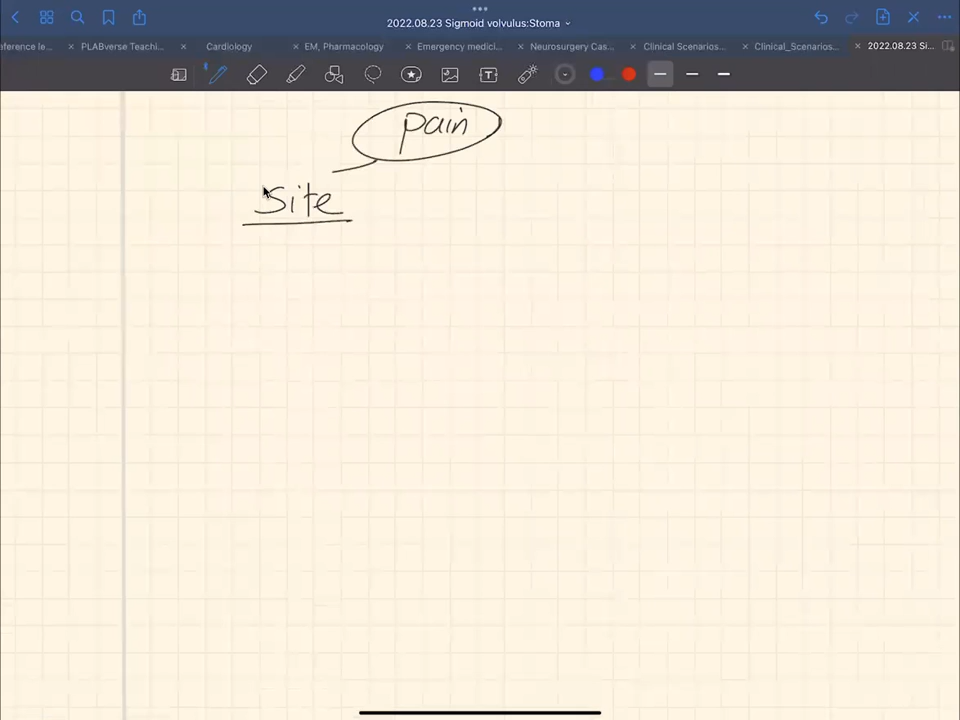 2022.08.23 Sigmoid volvulus:Stoma
eference le... × PLABverse Teachi... × Cardiology × EM, Pharmacology × Emergency medici... × Neurosurgery Cas... × Clinical Scenarios... × Clinical_Scenarios... × 2022.08.23 Si...
pain
Site